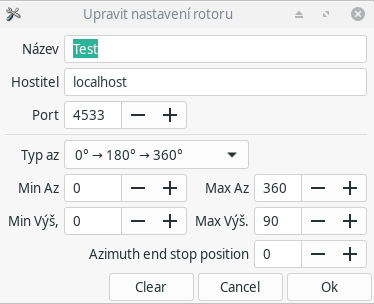 Upravit nastavení rotoru
Název Test
Hostitel localhost
Port 4533
Typ az 0° → 180° → 360°
Min Az 0 Max Az 360
Min Výš, 0 Max Výš. 90
Azimuth end stop position 0
Clear Cancel Ok